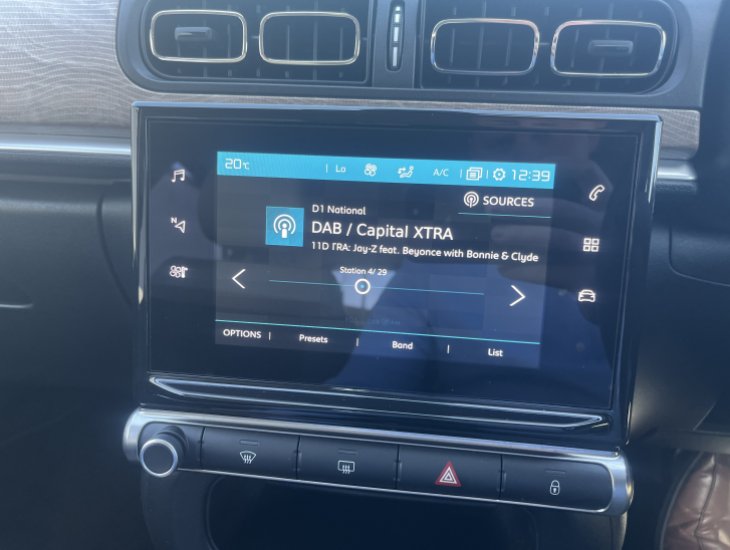 20°C Lo A/C 12:39
SOURCES
D1 National
DAB / Capital XTRA
11D ГRA: Jay-Z feat. Beyonce with Bonnie & Clyde
Station 4/ 29
OPTIONS Presets Band List
N